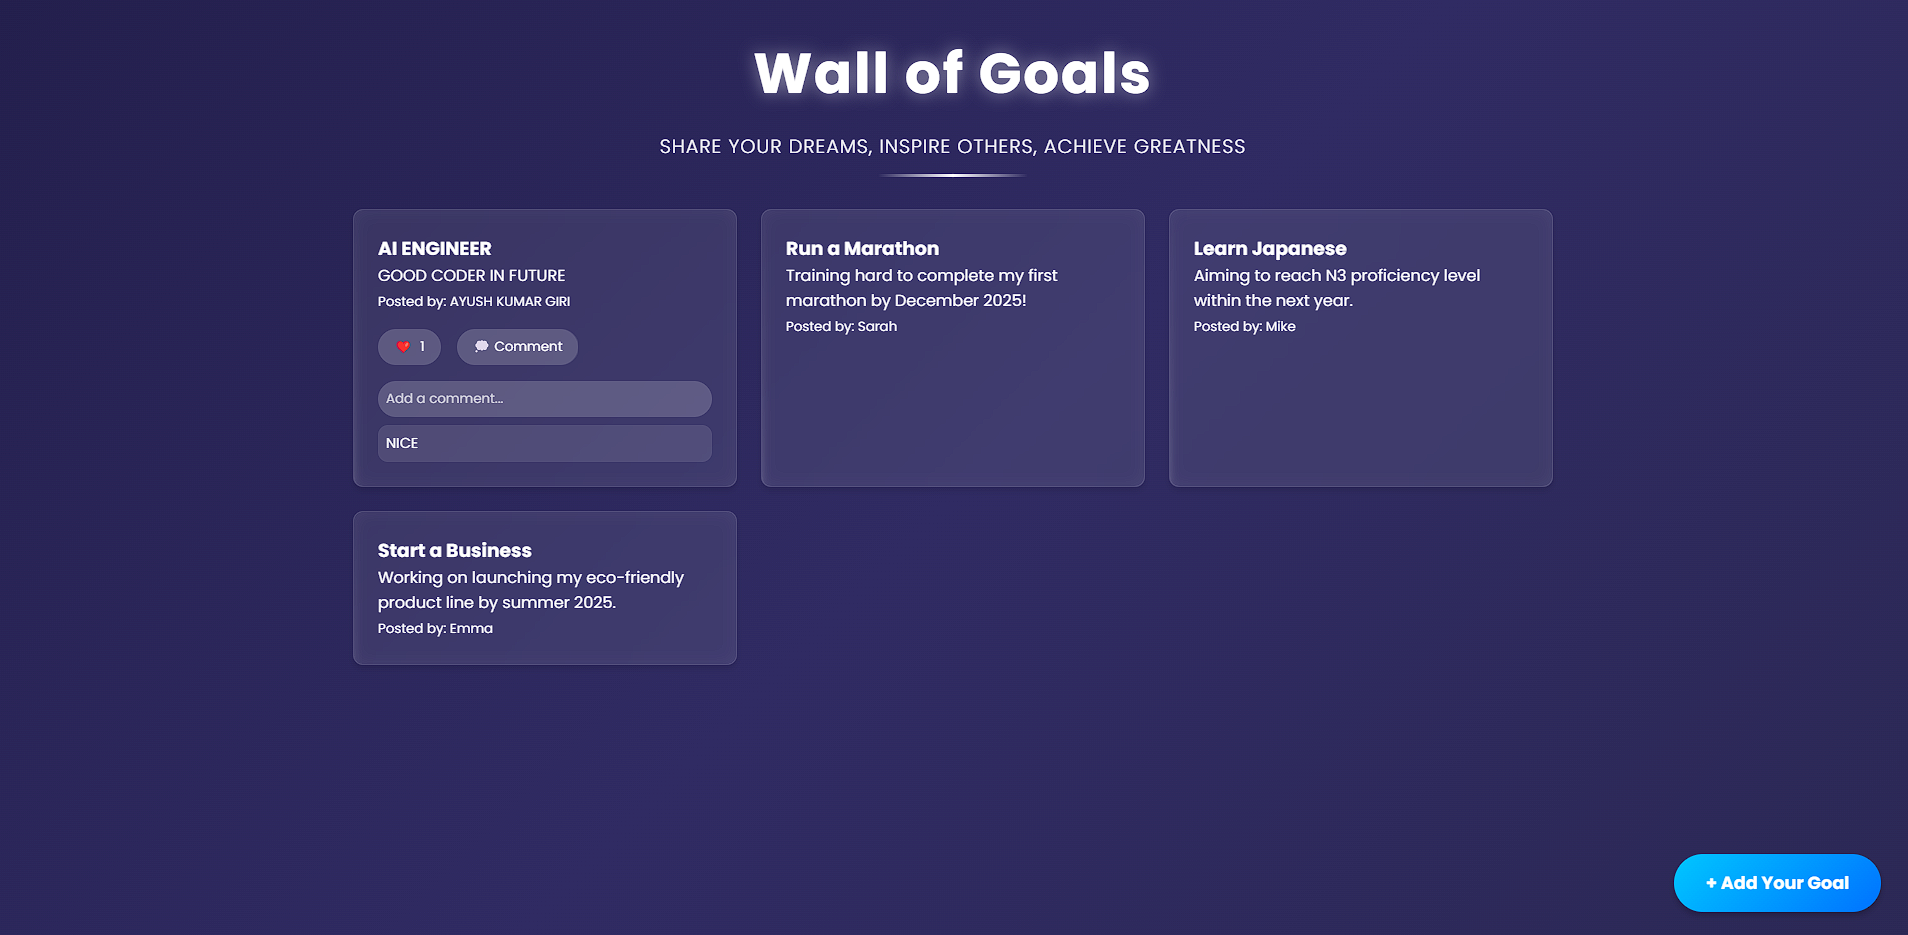 Wall of Goals
SHARE YOUR DREAMS, INSPIRE OTHERS, ACHIEVE GREATNESS
AI ENGINEER
GOOD CODER IN FUTURE
Posted by: AYUSH KUMAR GIRI
❤️ 1
💭 Comment
Add a comment...
NICE
Run a Marathon
Training hard to complete my first
marathon by December 2025!
Posted by: Sarah
Learn Japanese
Aiming to reach N3 proficiency level
within the next year.
Posted by: Mike
Start a Business
Working on launching my eco-friendly
product line by summer 2025.
Posted by: Emma
+ Add Your Goal